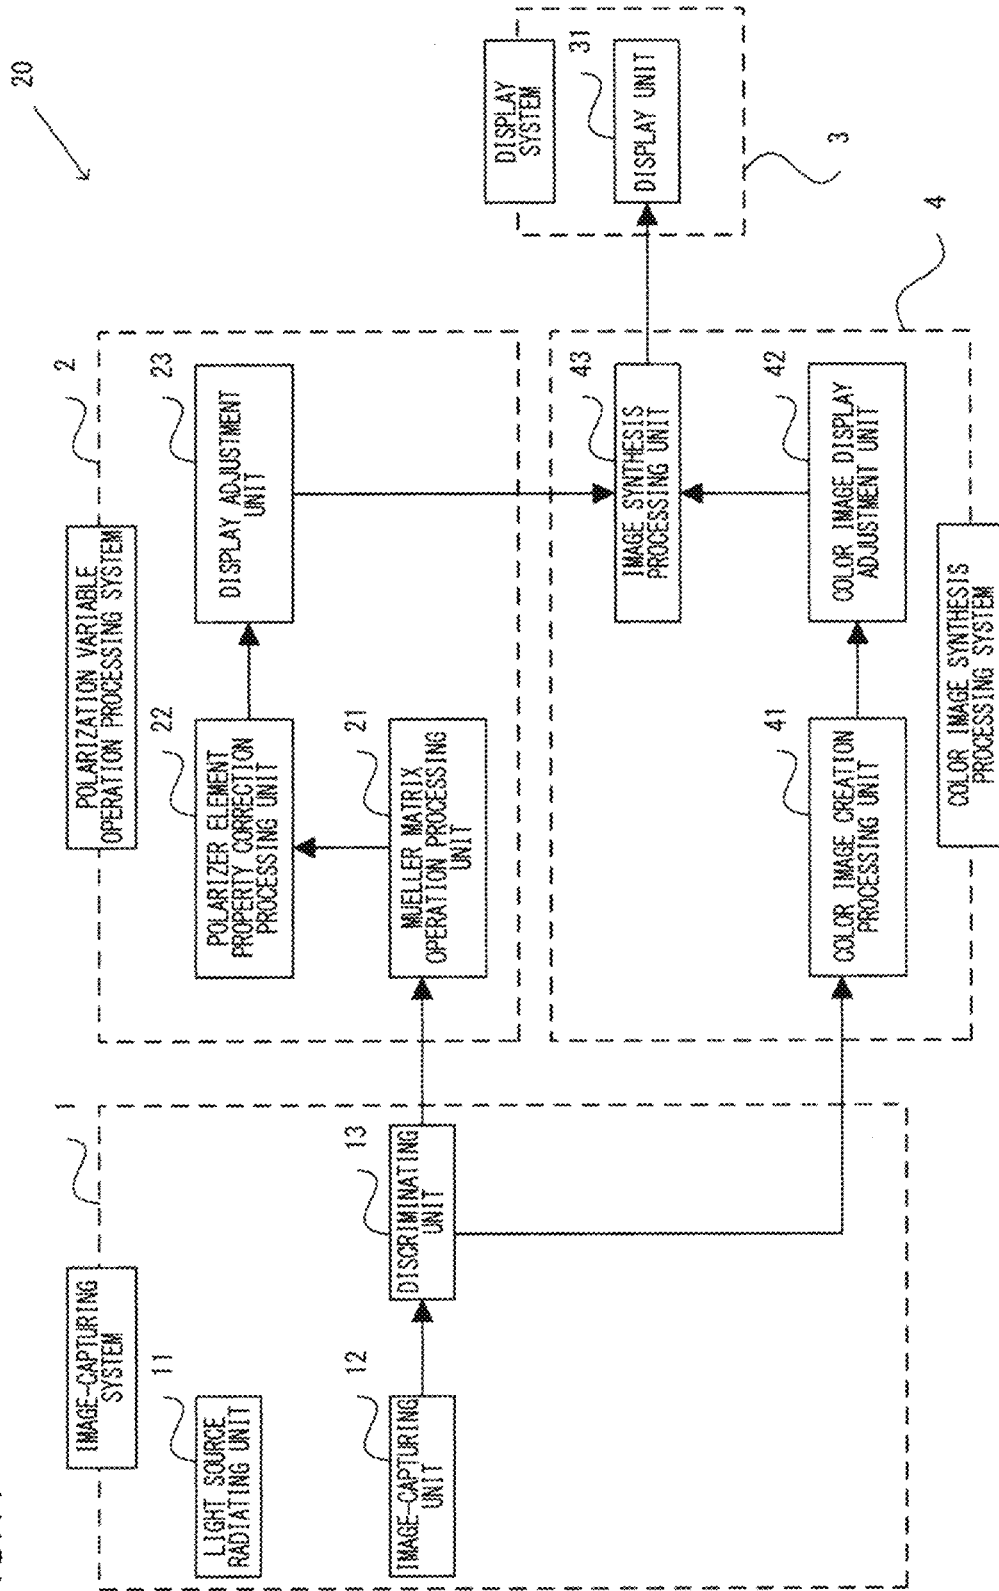 20
IMAGE-CAPTURING
SYSTEM
1
11
LIGHT SOURCE
RADIATING UNIT
12
IMAGE-CAPTURING
UNIT
13
DISCRIMINATING
UNIT
POLARIZATION VARIABLE
OPERATION PROCESSING SYSTEM
2
22
POLARIZER ELEMENT
PROPERTY CORRECTION
PROCESSING UNIT
23
DISPLAY ADJUSTMENT
UNIT
21
MUELLER MATRIX
OPERATION PROCESSING
UNIT
43
IMAGE SYNTHESIS
PROCESSING UNIT
41
COLOR IMAGE CREATION
PROCESSING UNIT
42
COLOR IMAGE DISPLAY
ADJUSTMENT UNIT
COLOR IMAGE SYNTHESIS
PROCESSING SYSTEM
4
DISPLAY
SYSTEM
31
DISPLAY UNIT
3